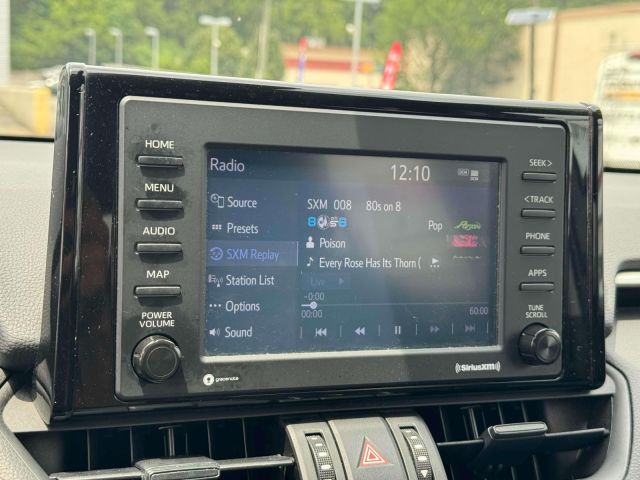 HOME
MENU
AUDIO
MAP
POWER
VOLUME
Radio
12:10
Source
Presets
SXM Replay
Station List
Options
Sound
SXM 008 80s on 8
Pop
Poison
Every Rose Has Its Thorn (
Live
-0:00
00:00
60:00
SEEK>
<TRACK
PHONE
APPS
TUNE
SCROLL
gracenote
((SiriusXM))